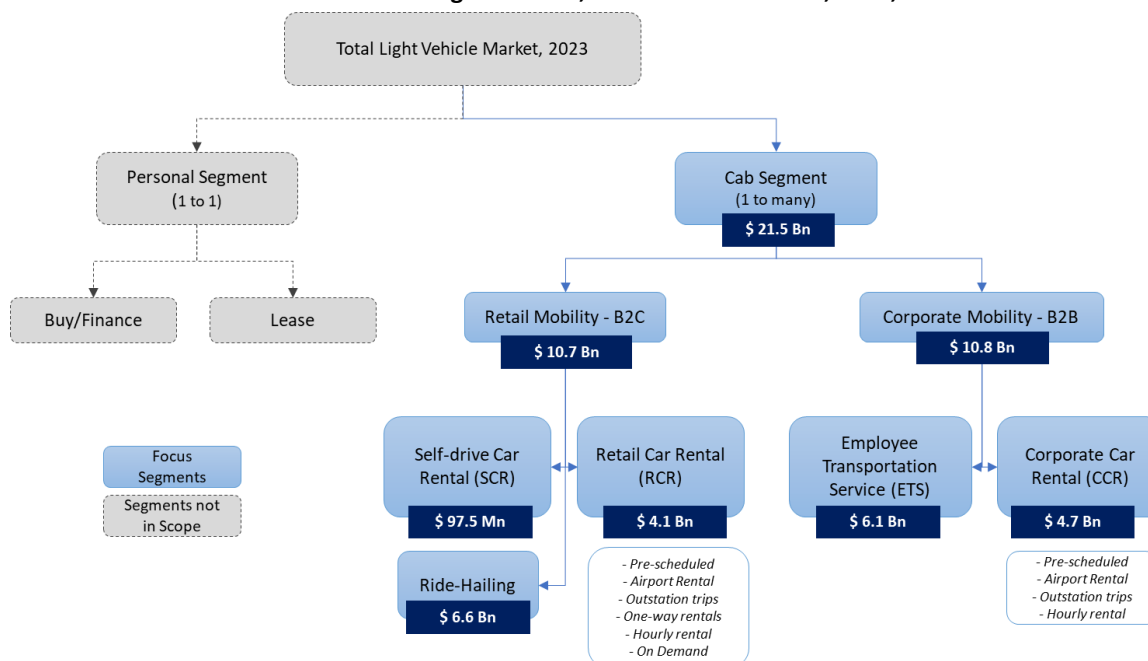 Total Light Vehicle Market, 2023
Personal Segment
(1 to 1)
Cab Segment
(1 to many)
$ 21.5 Bn
Buy/Finance
Lease
Retail Mobility - B2C
$ 10.7 Bn
Corporate Mobility - B2B
$ 10.8 Bn
Focus
Segments
Segments not
in Scope
Self-drive Car
Rental (SCR)
$ 97.5 Mn
Retail Car Rental
(RCR)
$ 4.1 Bn
Employee
Transportation
Service (ETS)
$ 6.1 Bn
Corporate Car
Rental (CCR)
$ 4.7 Bn
Ride-Hailing
$ 6.6 Bn
- Pre-scheduled
- Airport Rental
- Outstation trips
- One-way rentals
- Hourly rental
- On Demand
- Pre-scheduled
- Airport Rental
- Outstation trips
- Hourly rental